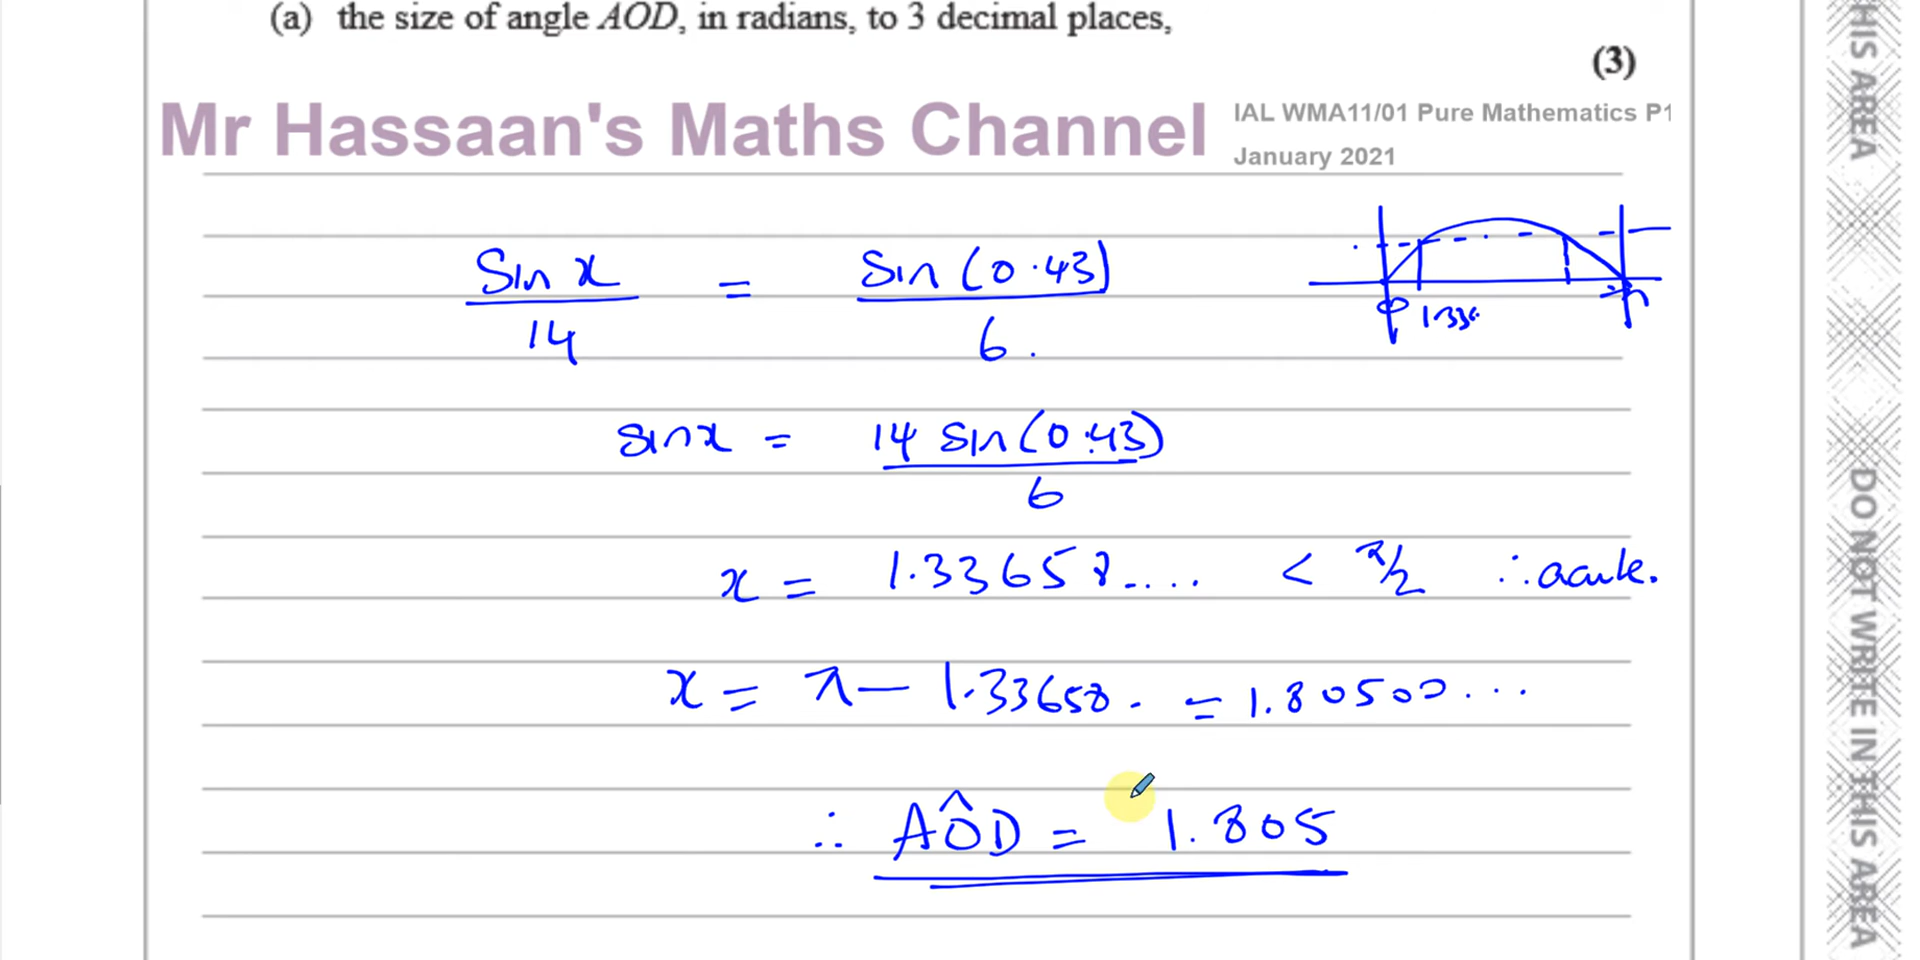 (a) the size of angle AOD, in radians, to 3 decimal places,
(3)
Mr Hassaan's Maths Channel
IAL WMA11/01 Pure Mathematics P1
January 2021
Sin x / 14 = Sin (0.43) / 6.
sin x = 14 sin (0.43) / 6
x = 1.33658.... < π/2 ∴ acute.
x = π - 1.33658. = 1.80500...
∴ AÔD = 1.805
HIS AREA
DO NOT WRITE IN THIS AREA